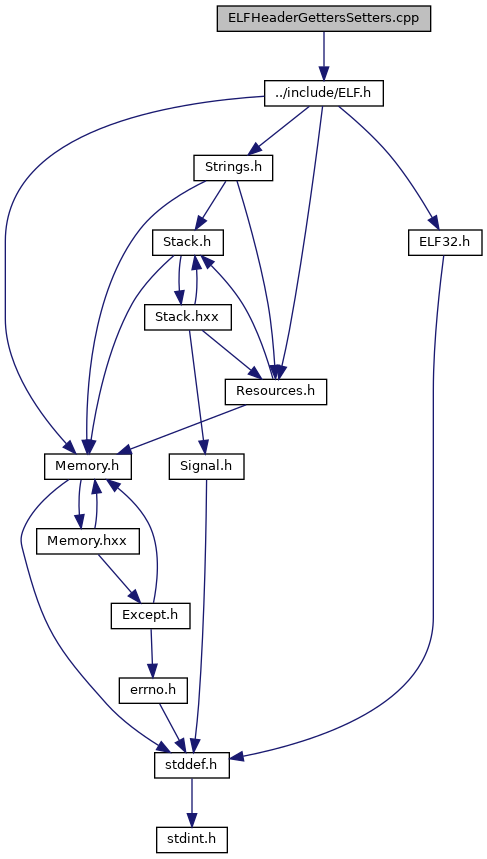 ELFHeaderGettersSetters.cpp
../include/ELF.h
Strings.h
Stack.h
ELF32.h
Stack.hxx
Resources.h
Memory.h
Signal.h
Memory.hxx
Except.h
errno.h
stddef.h
stdint.h